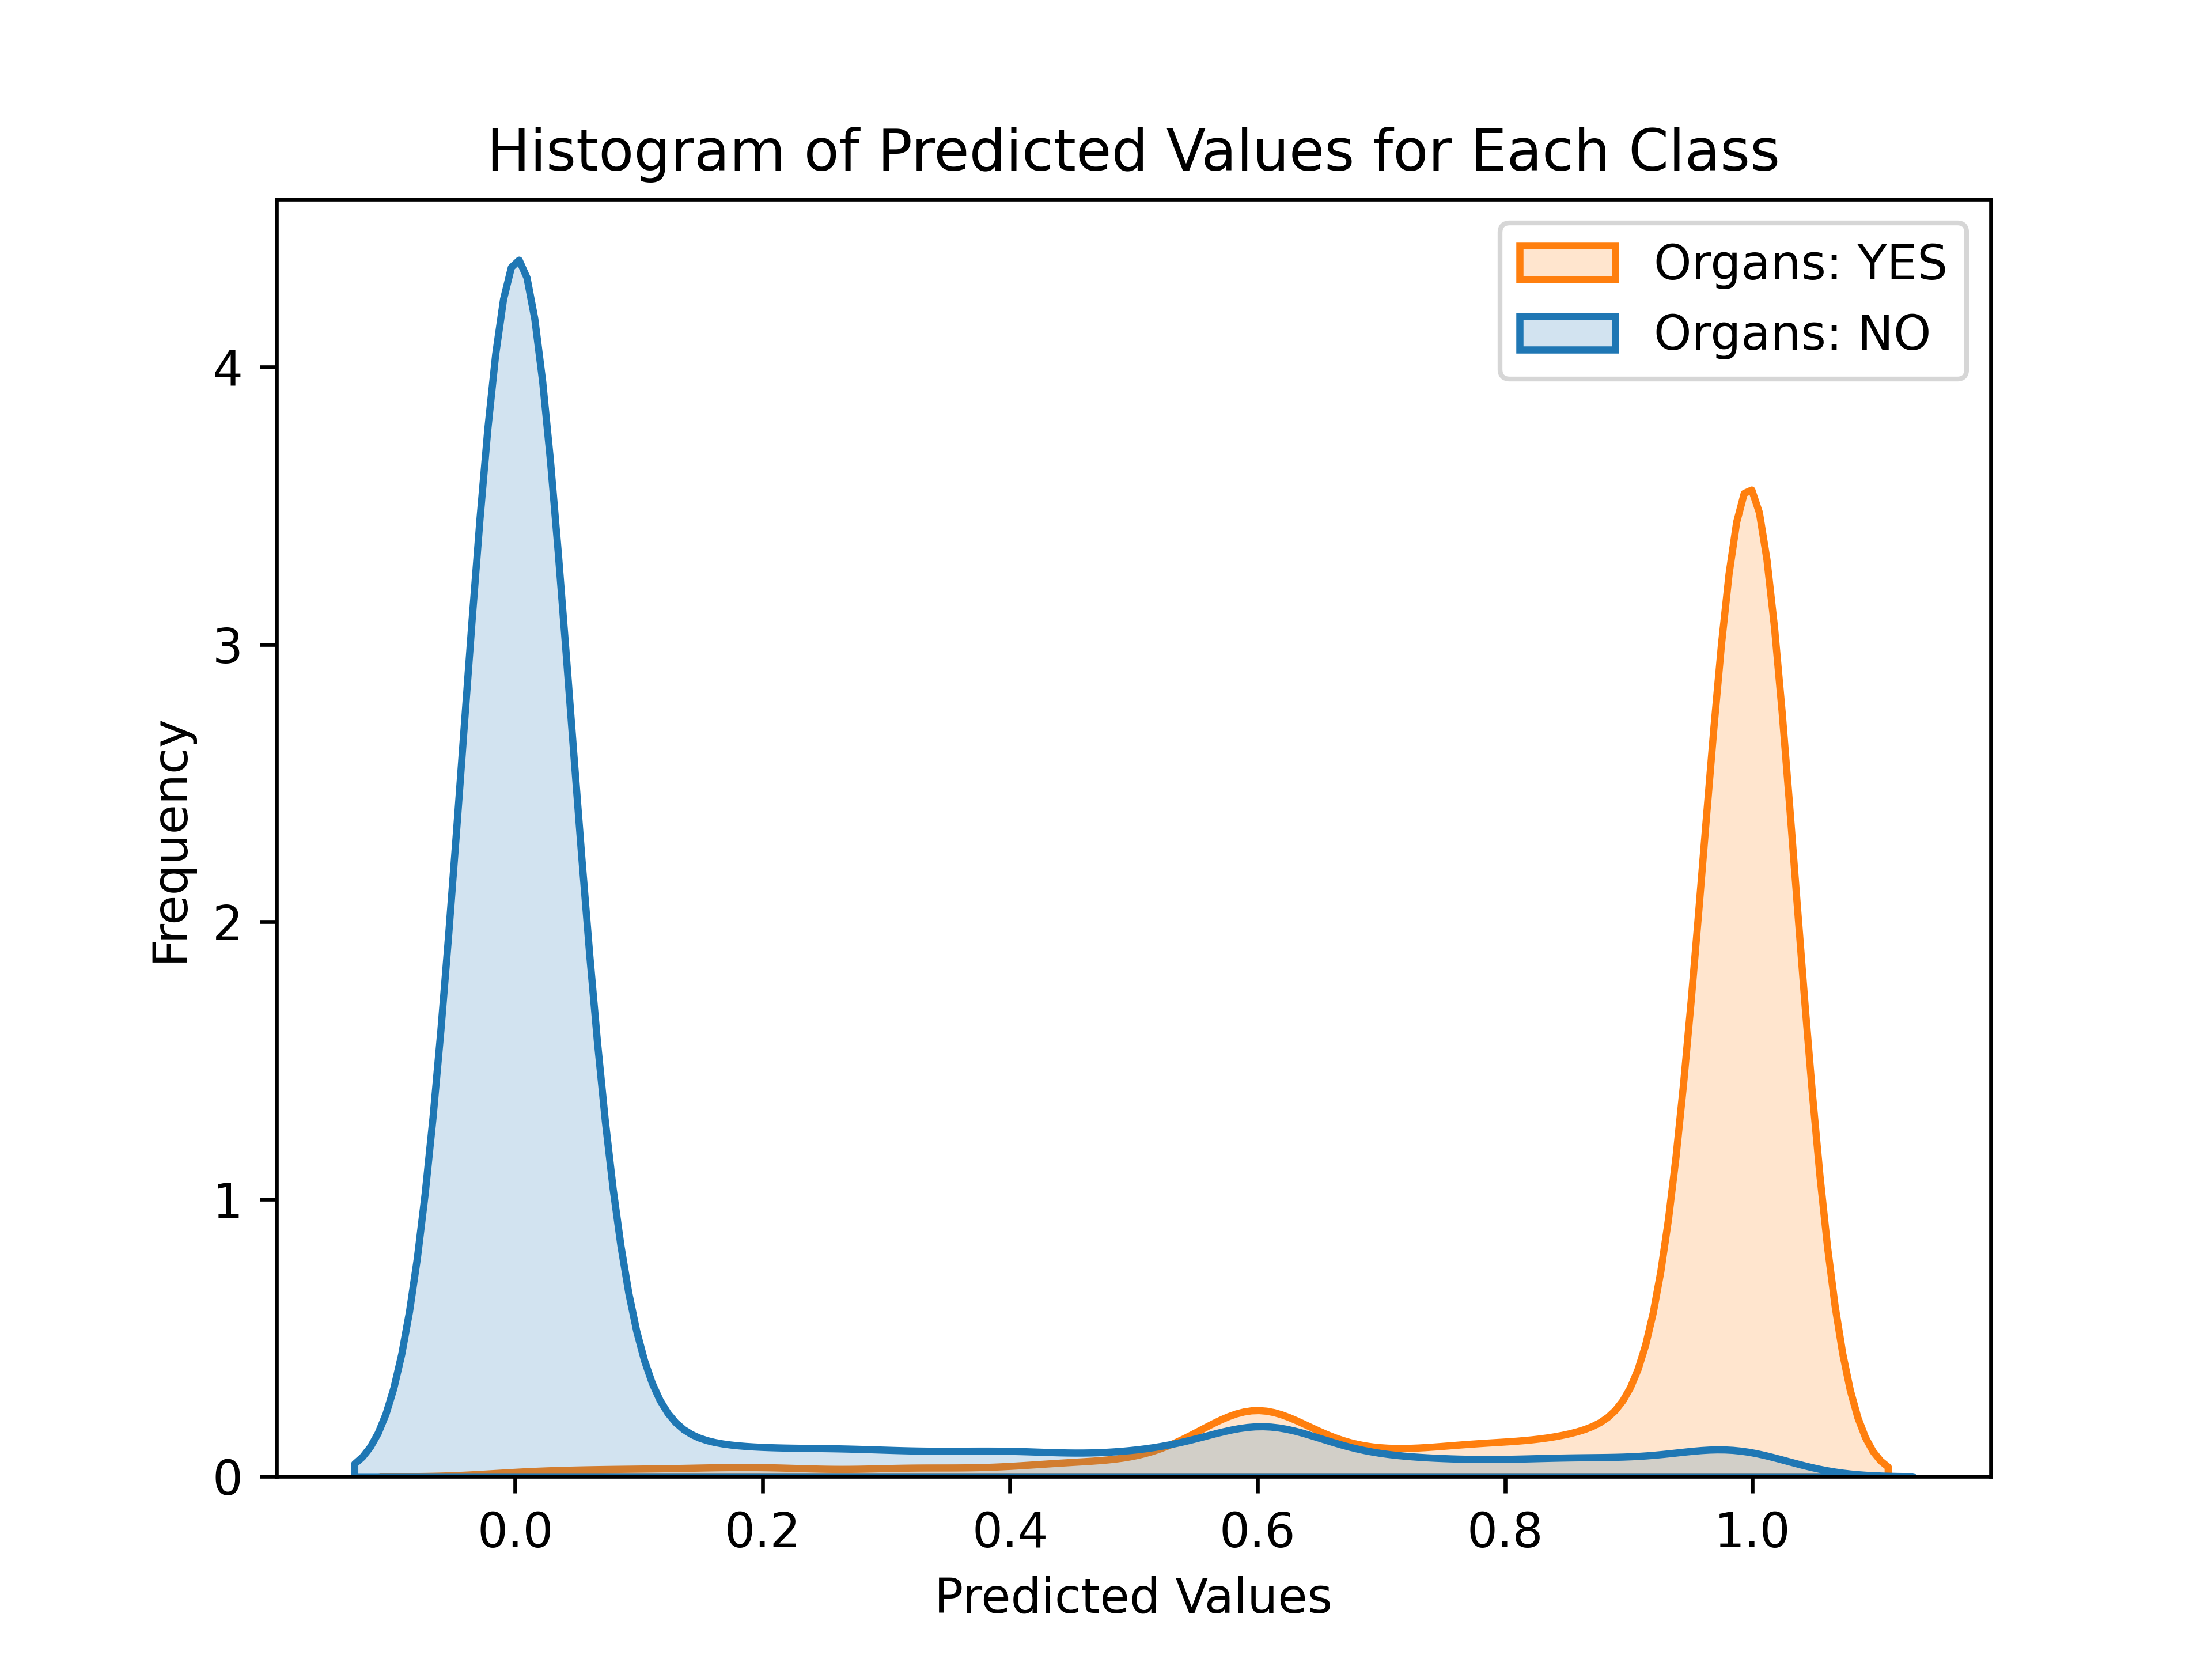 Histogram of Predicted Values for Each Class
Organs: YES
Organs: NO
Frequency
4
3
2
1
0
0.0 0.2 0.4 0.6 0.8 1.0
Predicted Values